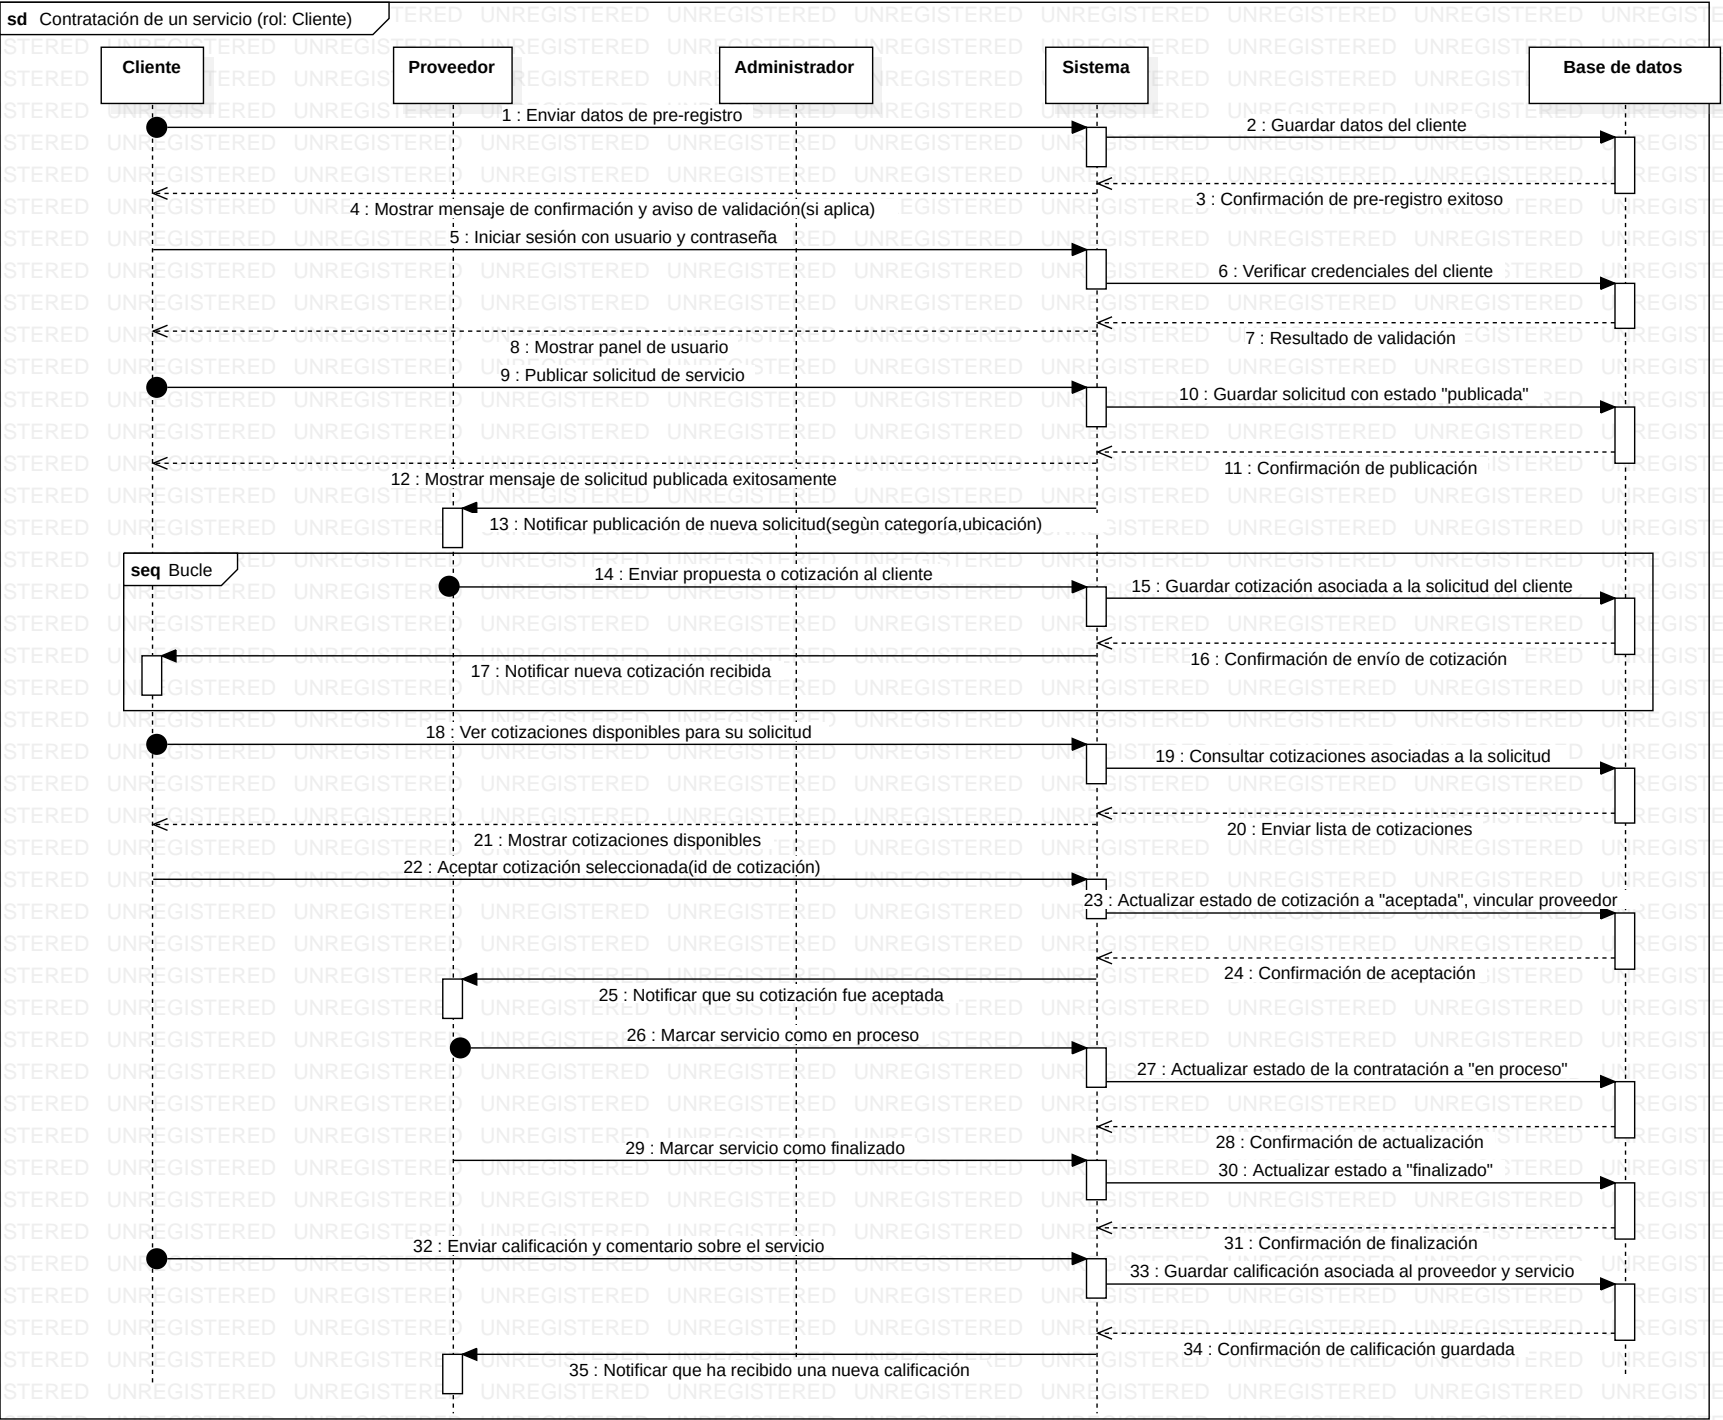 sd Contratación de un servicio (rol: Cliente)
Cliente
Proveedor
Administrador
Sistema
Base de datos
1 : Enviar datos de pre-registro
2 : Guardar datos del cliente
3 : Confirmación de pre-registro exitoso
4 : Mostrar mensaje de confirmación y aviso de validación(si aplica)
5 : Iniciar sesión con usuario y contraseña
6 : Verificar credenciales del cliente
7 : Resultado de validación
8 : Mostrar panel de usuario
9 : Publicar solicitud de servicio
10 : Guardar solicitud con estado "publicada"
11 : Confirmación de publicación
12 : Mostrar mensaje de solicitud publicada exitosamente
13 : Notificar publicación de nueva solicitud(segùn categoría,ubicación)
seq Bucle
14 : Enviar propuesta o cotización al cliente
15 : Guardar cotización asociada a la solicitud del cliente
16 : Confirmación de envío de cotización
17 : Notificar nueva cotización recibida
18 : Ver cotizaciones disponibles para su solicitud
19 : Consultar cotizaciones asociadas a la solicitud
20 : Enviar lista de cotizaciones
21 : Mostrar cotizaciones disponibles
22 : Aceptar cotización seleccionada(id de cotización)
23 : Actualizar estado de cotización a "aceptada", vincular proveedor
24 : Confirmación de aceptación
25 : Notificar que su cotización fue aceptada
26 : Marcar servicio como en proceso
27 : Actualizar estado de la contratación a "en proceso"
28 : Confirmación de actualización
29 : Marcar servicio como finalizado
30 : Actualizar estado a "finalizado"
31 : Confirmación de finalización
32 : Enviar calificación y comentario sobre el servicio
33 : Guardar calificación asociada al proveedor y servicio
34 : Confirmación de calificación guardada
35 : Notificar que ha recibido una nueva calificación
UNREGISTERED